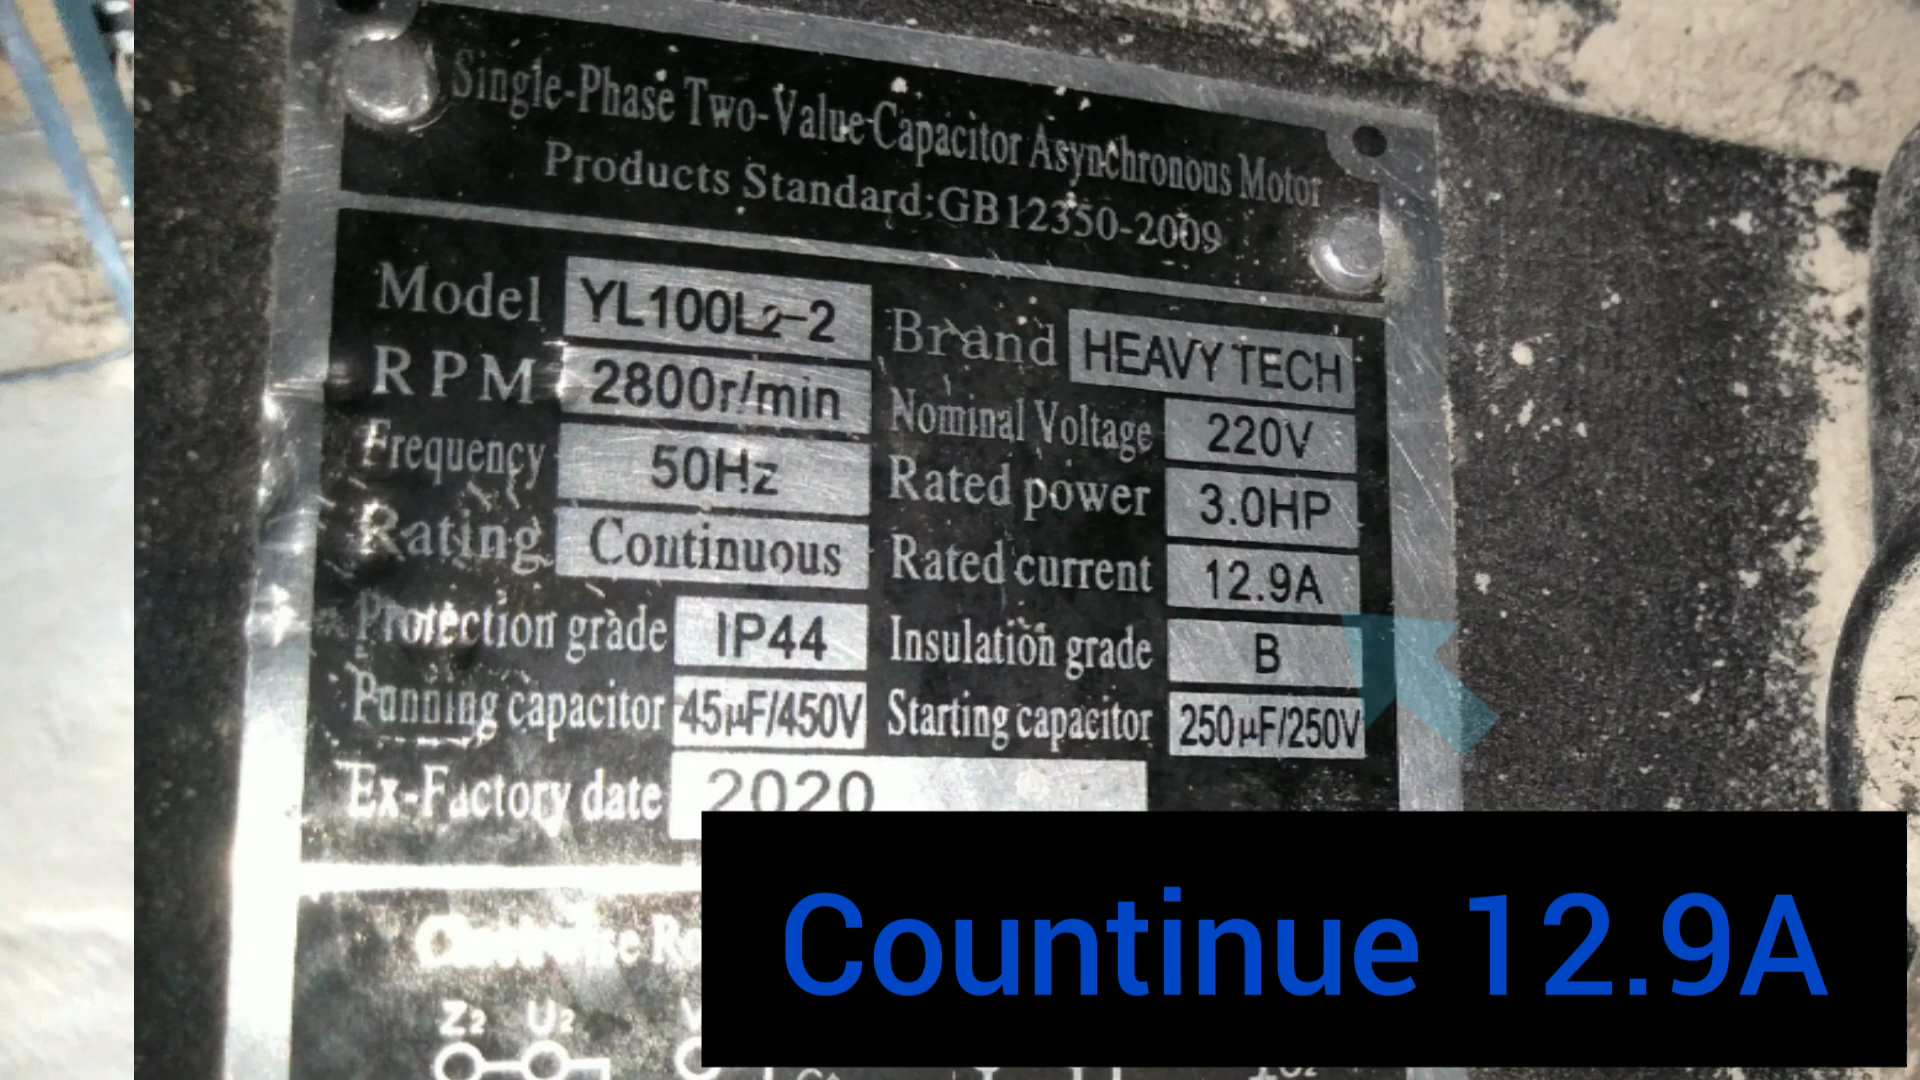 Single-Phase Two-Value Capacitor Asynchronous Motor
Products Standard:GB12350-2009
Model YL100L2-2 Brand HEAVY TECH
RPM 2800r/min Nominal Voltage 220V
Frequency 50Hz Rated power 3.0HP
Rating Continuous Rated current 12.9A
Protection grade IP44 Insulation grade B
Running capacitor 45μF/450V Starting capacitor 250μF/250V
Ex-Factory date 2020
Countinue 12.9A
Z2 U2